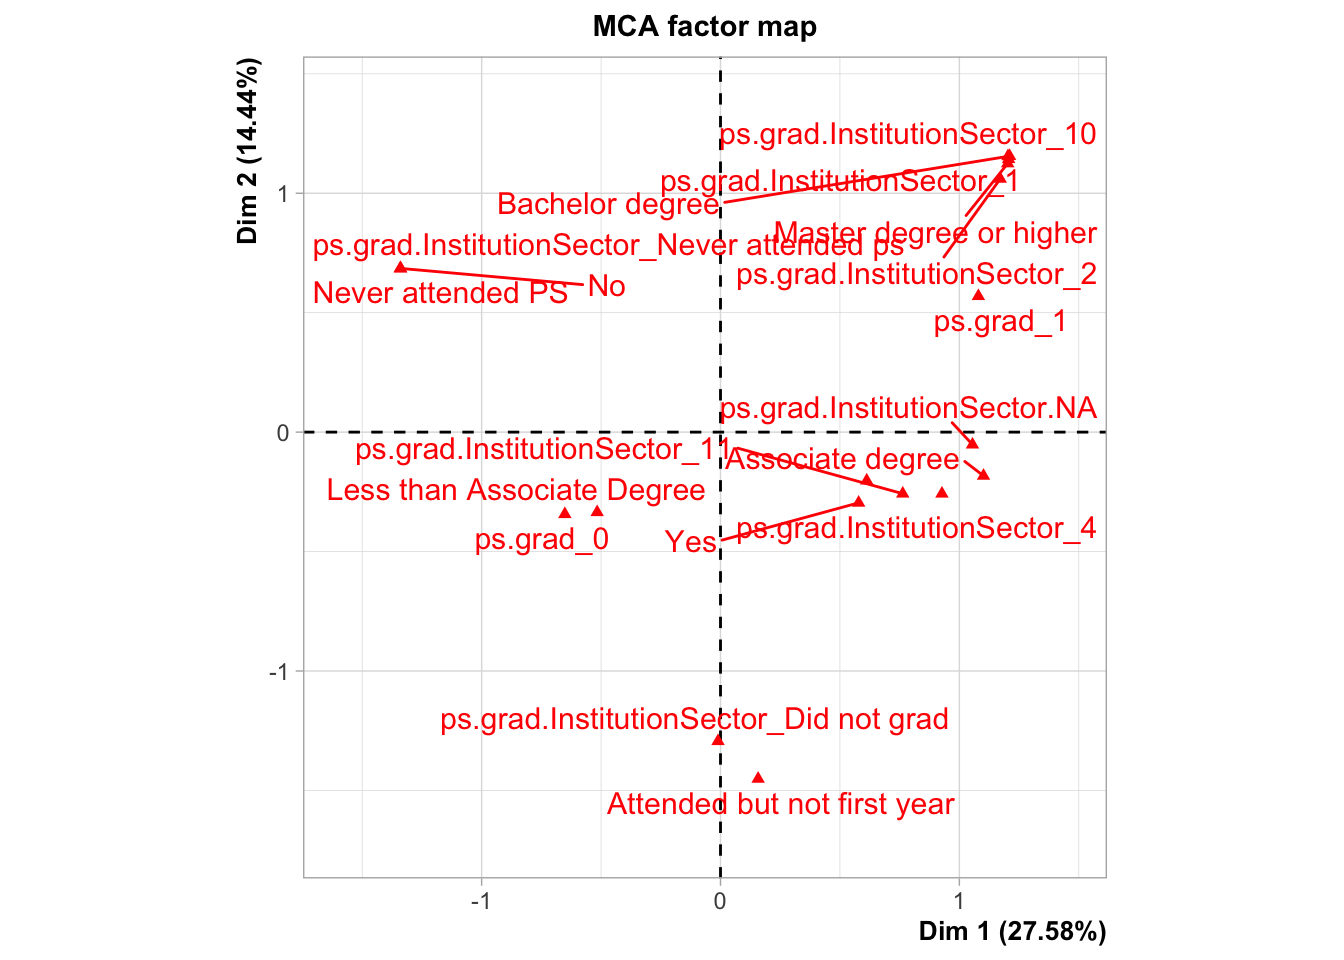 MCA factor map
Dim 2 (14.44%)
ps.grad.InstitutionSector_10
ps.grad.InstitutionSector_1
Bachelor degree
Master degree or higher
ps.grad.InstitutionSector_Never attended ps
ps.grad.InstitutionSector_2
No
Never attended PS
ps.grad_1
ps.grad.InstitutionSector.NA
ps.grad.InstitutionSector_11
Associate degree
Less than Associate Degree
ps.grad.InstitutionSector_4
ps.grad_0
Yes
ps.grad.InstitutionSector_Did not grad
Attended but not first year
1
0
-1
-1
0
1
Dim 1 (27.58%)